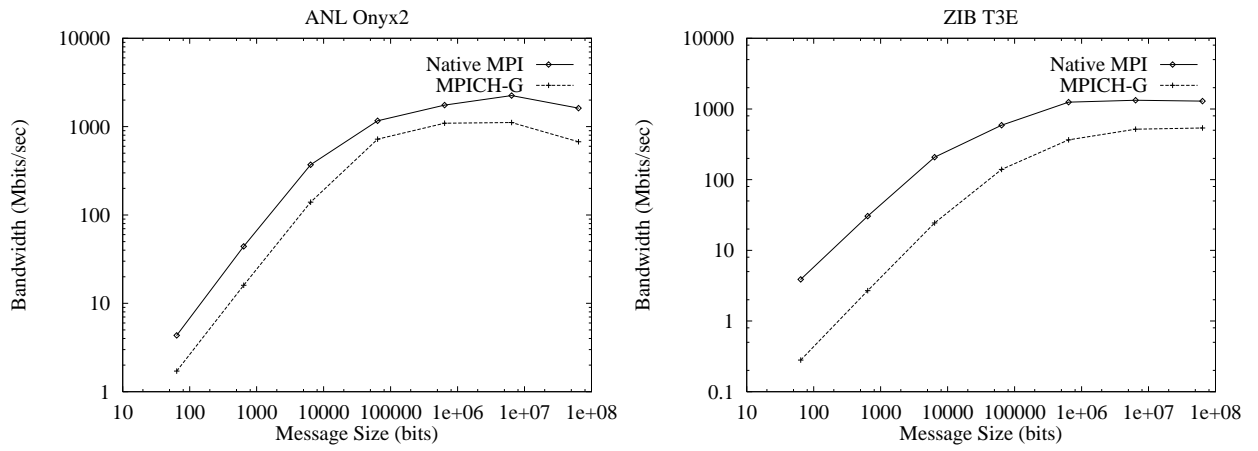 ANL Onyx2
10000
1000
100
10
1
Bandwidth (Mbits/sec)
Native MPI
MPICH-G
10 100 1000 10000 100000 1e+06 1e+07 1e+08
Message Size (bits)
ZIB T3E
10000
1000
100
10
1
0.1
Bandwidth (Mbits/sec)
Native MPI
MPICH-G
10 100 1000 10000 100000 1e+06 1e+07 1e+08
Message Size (bits)